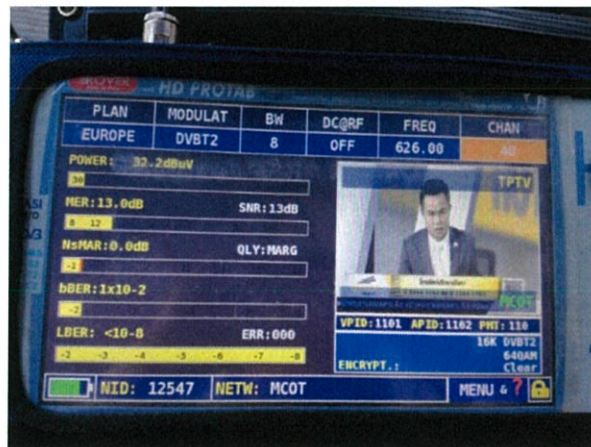 ROVER HD PROTAB
PLAN MODULAT BW DC@RF FREQ CHAN
EUROPE DVBT2 8 OFF 626.00 40
POWER: 32.2dBuV
30
MER:13.0dB SNR:13dB
8 12
NsMAR:0.0dB QLY:MARG
-1
bBER:1x10-2
-2
LBER: <10-8 ERR:000
-2 -3 -4 -5 -6 -7 -8
TPTV
MCOT
VPID:1101 APID:1102 PMT:110
16K DVBT2
64QAM
ENCRYPT.: Clear
NID: 12547 NETW: MCOT MENU & ?